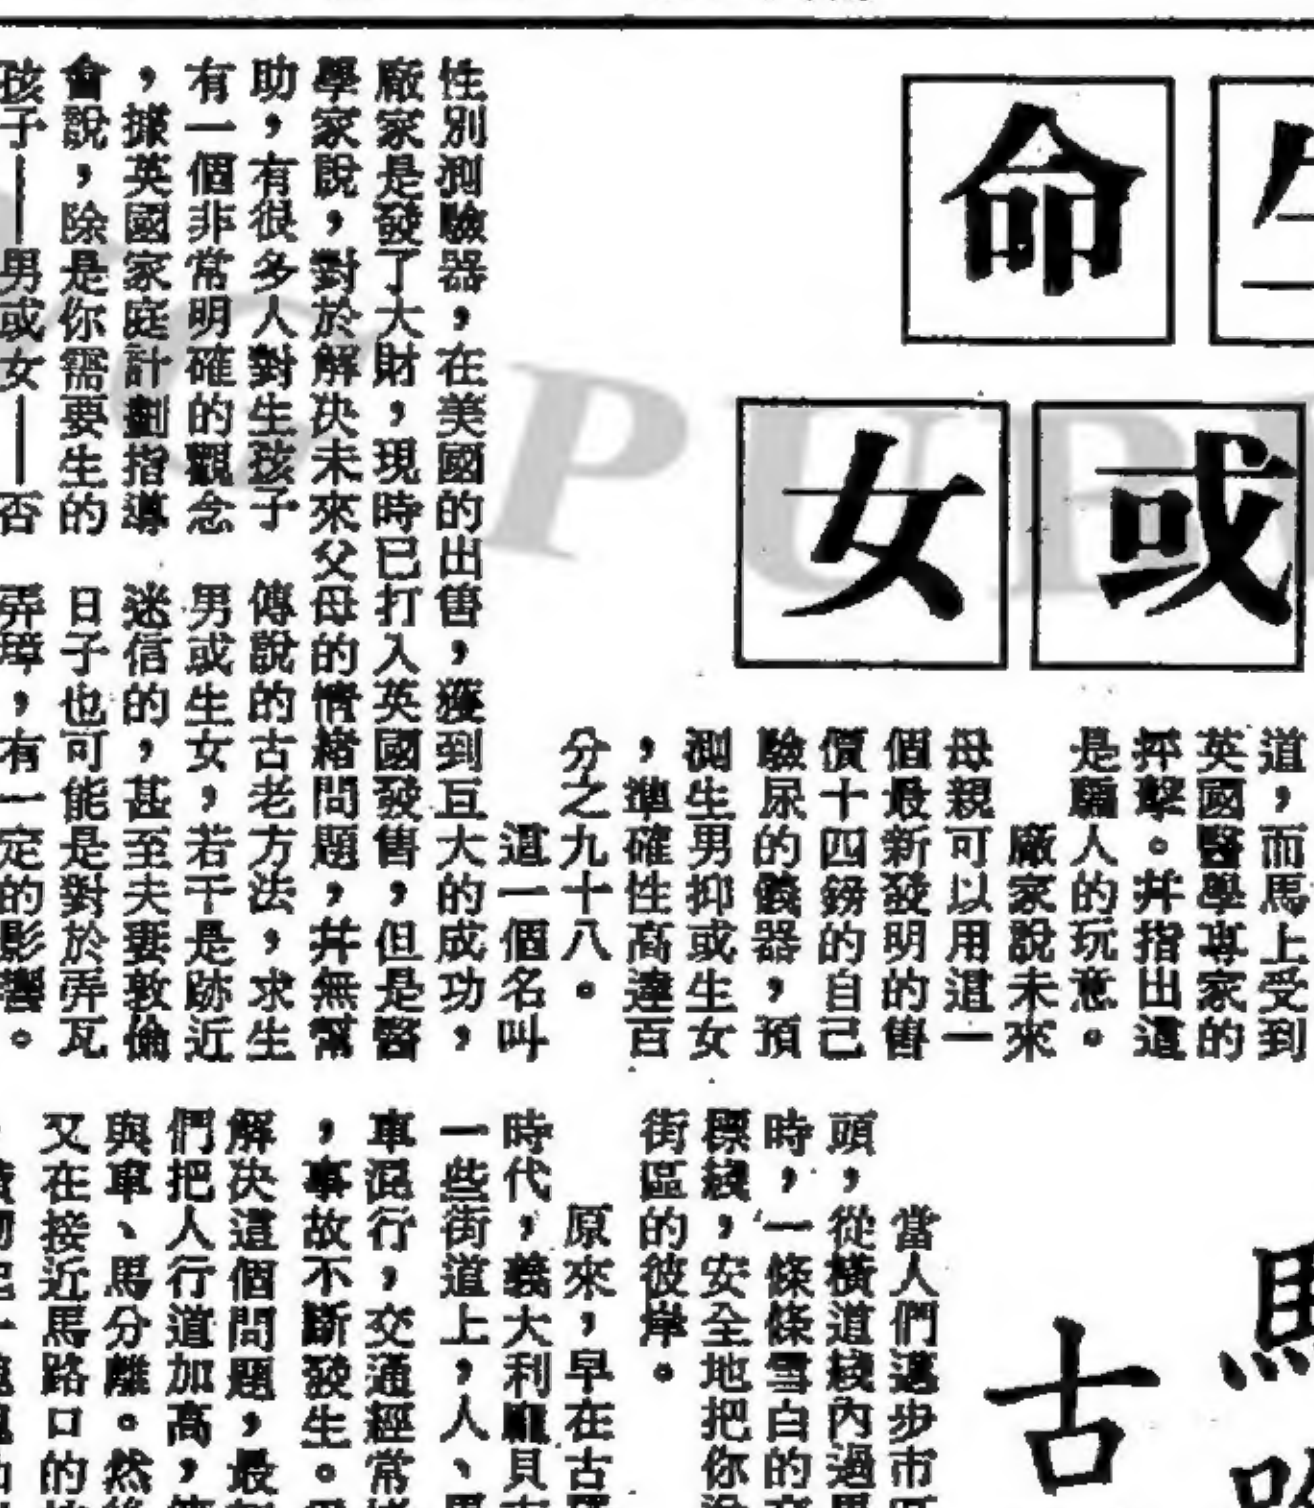 生命
或女
道，而馬上受到
英國醫學專家的
抨擊。并指出這
是騙人的玩意。
廠家說未來
母親可以用這一
個最新發明的售
價十四鎊的自己
驗尿的儀器，預
測生男抑或生女
，準確性高達百
分之九十八。
這一個名叫
性別測驗器，在美國的出售，獲到巨大的成功，
廠家是發了大財，現時已打入英國發售，但是醫
學家說，對於解決未來父母的情緒問題，并無幫
助，有很多人對生孩子
有一個非常明確的觀念
，據英國家庭計劃指導
會說，除是你需要生的
孩子——男或女——否
傳說的古老方法，求生
男或生女，若干是跡近
迷信的，甚至夫妻敦倫
日子也可能是對於弄瓦
弄璋，有一定的影響。
馬路
古
當人們邁步市區
頭，從橫道綫內過馬
時，一條條雪白的
標綫，安全地把你
街區的彼岸。
原來，早在古羅
時代，義大利龐貝
一些街道上，人、馬
車混行，交通經常
，事故不斷發生。
解決這個問題，最
們把人行道加高，
與車、馬分離。然後
又在接近馬路口的